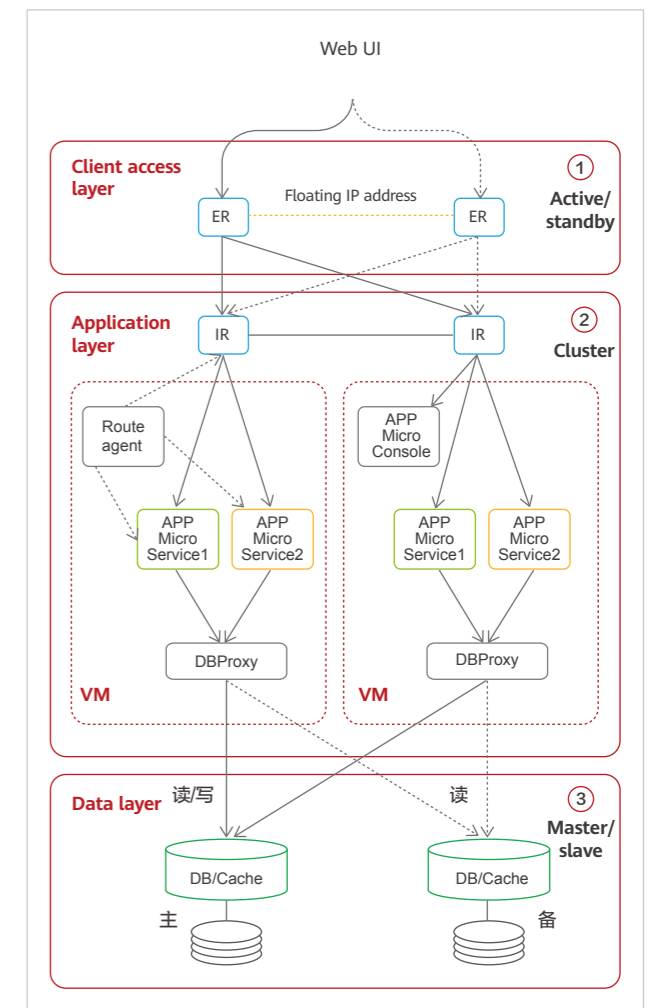 Web UI
Client access
layer
①
Active/
standby
Floating IP address
ER
ER
Application
layer
②
Cluster
IR
IR
Route
agent
APP
Micro
Console
APP
Micro
Service1
APP
Micro
Service2
APP
Micro
Service1
APP
Micro
Service2
DBProxy
DBProxy
VM
VM
Data layer
读/写
读
③
Master/
slave
DB/Cache
DB/Cache
主
备